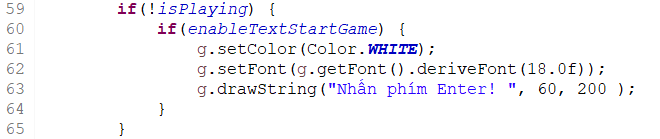 59 if(!isPlaying) {
60 if(enableTextStartGame) {
61 g.setColor(Color.WHITE);
62 g.setFont(g.getFont().deriveFont(18.0f));
63 g.drawString("Nhấn phím Enter! ", 60, 200 );
64 }
65 }